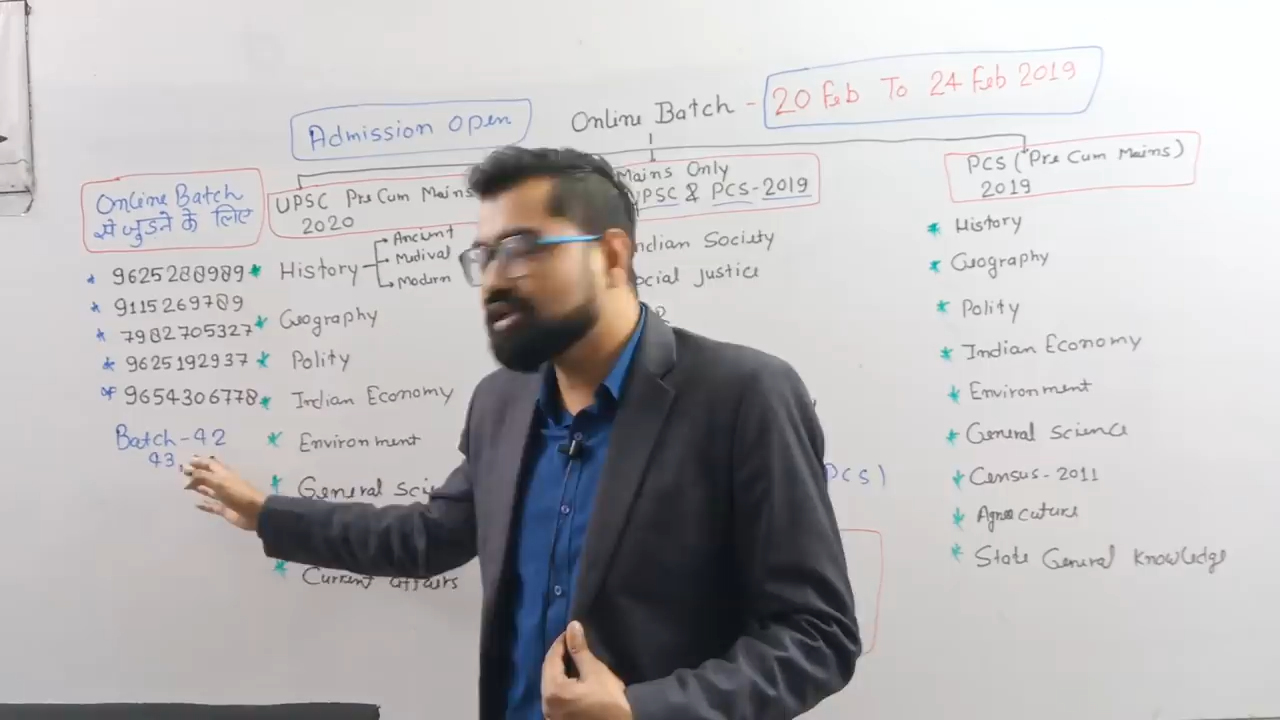 Admission open
Online Batch - 20 Feb To 24 Feb 2019
Online Batch
से जुड़ने के लिए
* 9625288989
* 9115269789
* 7982705327
* 9625192937
* 9654306778
Batch-42
43,
UPSC Pre Cum Mains
2020
* History
Ancient
Medival
Modern
* Geography
* Polity
* Indian Economy
* Environment
* General
* Current affairs
Mains Only
UPSC & PCS-2019
Indian Society
Social justice
PCS)
PCS (Pre Cum Mains)
2019
* History
* Geography
* Polity
* Indian Economy
* Environment
* General science
* Census-2011
* Agreeculture
* State General Knowledge